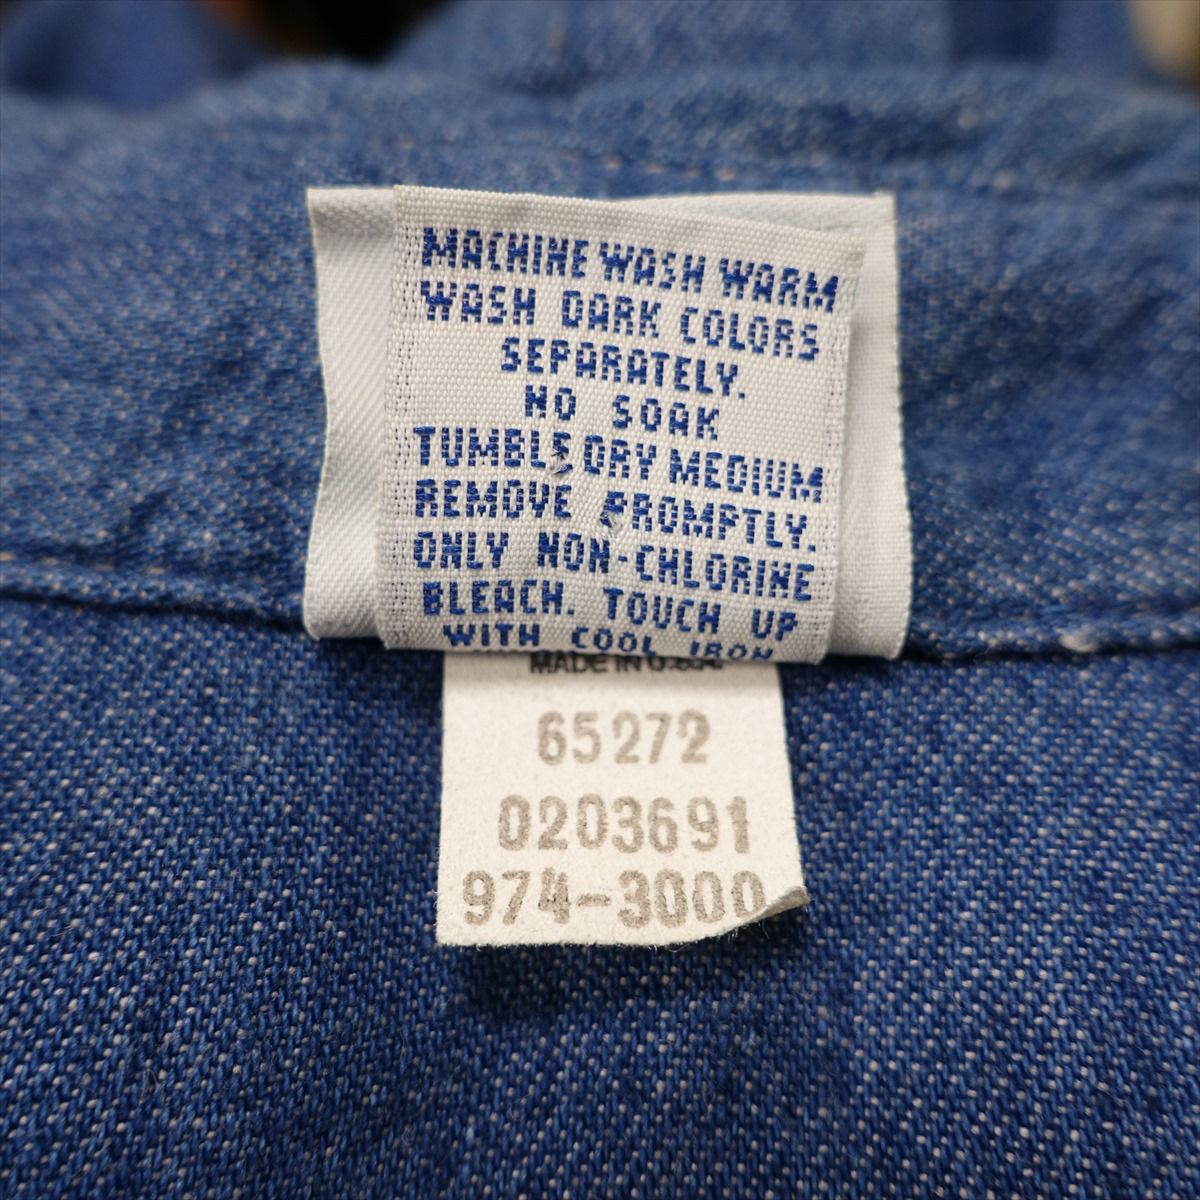 MACHINE WASH WARM
WASH DARK COLORS
SEPARATELY.
NO SOAK
TUMBLE DRY MEDIUM
REMOVE PROMPTLY.
ONLY NON-CHLORINE
BLEACH. TOUCH UP
WITH COOL IRON
MADE IN U.S.A.
65272
0203691
974-3000